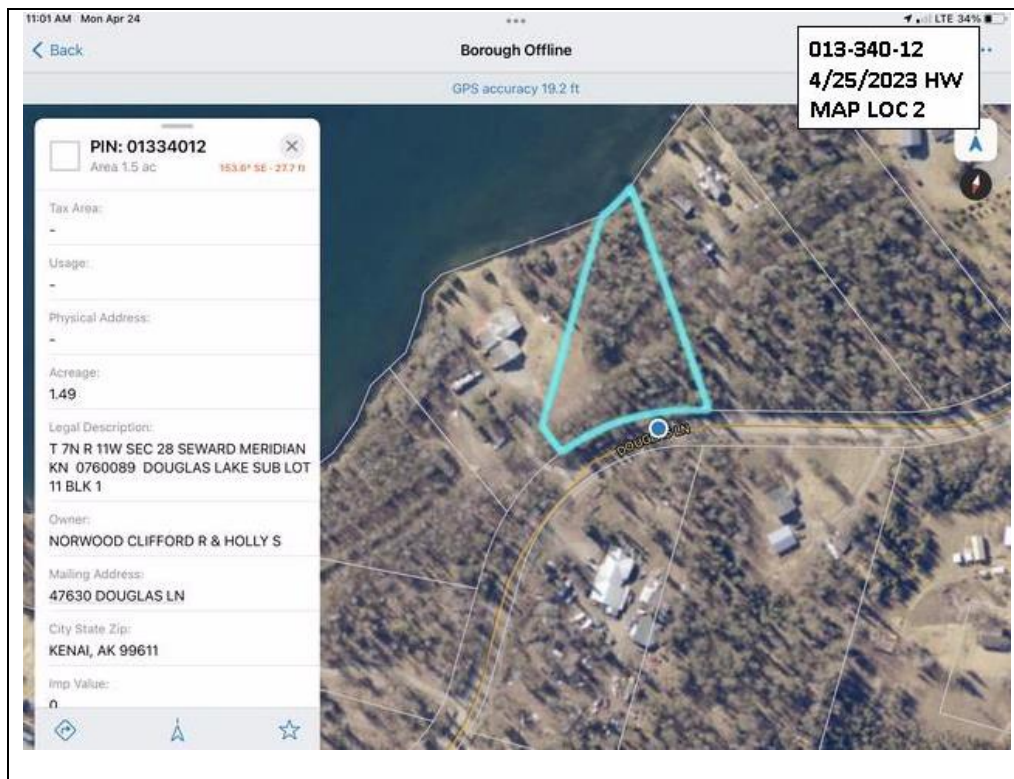 11:01 AM Mon Apr 24
LTE 34%
Back
Borough Offline
GPS accuracy 19.2 ft
013-340-12
4/25/2023 HW
MAP LOC 2
PIN: 01334012
Area 1.5 ac
153.6° SE - 27.7 ft
Tax Area:
-
Usage:
-
Physical Address:
-
Acreage:
1.49
Legal Description:
T 7N R 11W SEC 28 SEWARD MERIDIAN
KN 0760089 DOUGLAS LAKE SUB LOT
11 BLK 1
Owner:
NORWOOD CLIFFORD R & HOLLY S
Mailing Address:
47630 DOUGLAS LN
City State Zip:
KENAI, AK 99611
Imp Value:
0
DOUGLAS LN